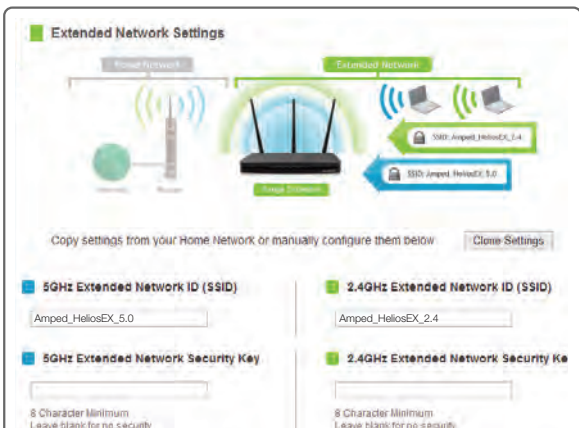 Extended Network Settings
Home Network
Extended Network
SSID: Amped_HeliosEX_2.4
SSID: Amped_HeliosEX_5.0
Internet
Router
Range Extender
Copy settings from your Home Network or manually configure them below
Clone Settings
5GHz Extended Network ID (SSID)
2.4GHz Extended Network ID (SSID)
Amped_HeliosEX_5.0
Amped_HeliosEX_2.4
5GHz Extended Network Security Key
2.4GHz Extended Network Security Ke
8 Character Minimum
Leave blank for no security
8 Character Minimum
Leave blank for no security